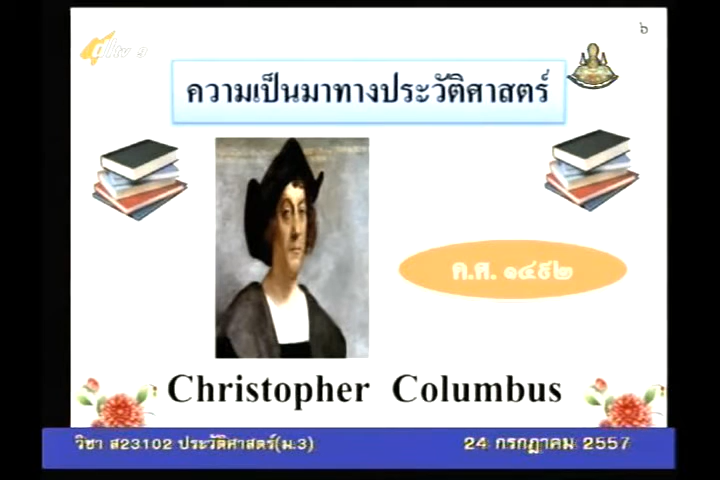 ๖
ความเป็นมาทางประวัติศาสตร์
ค.ศ. ๑๔๙๒
Christopher Columbus
วิชา ส23102 ประวัติศาสตร์(ม.3)
24 กรกฎาคม 2557